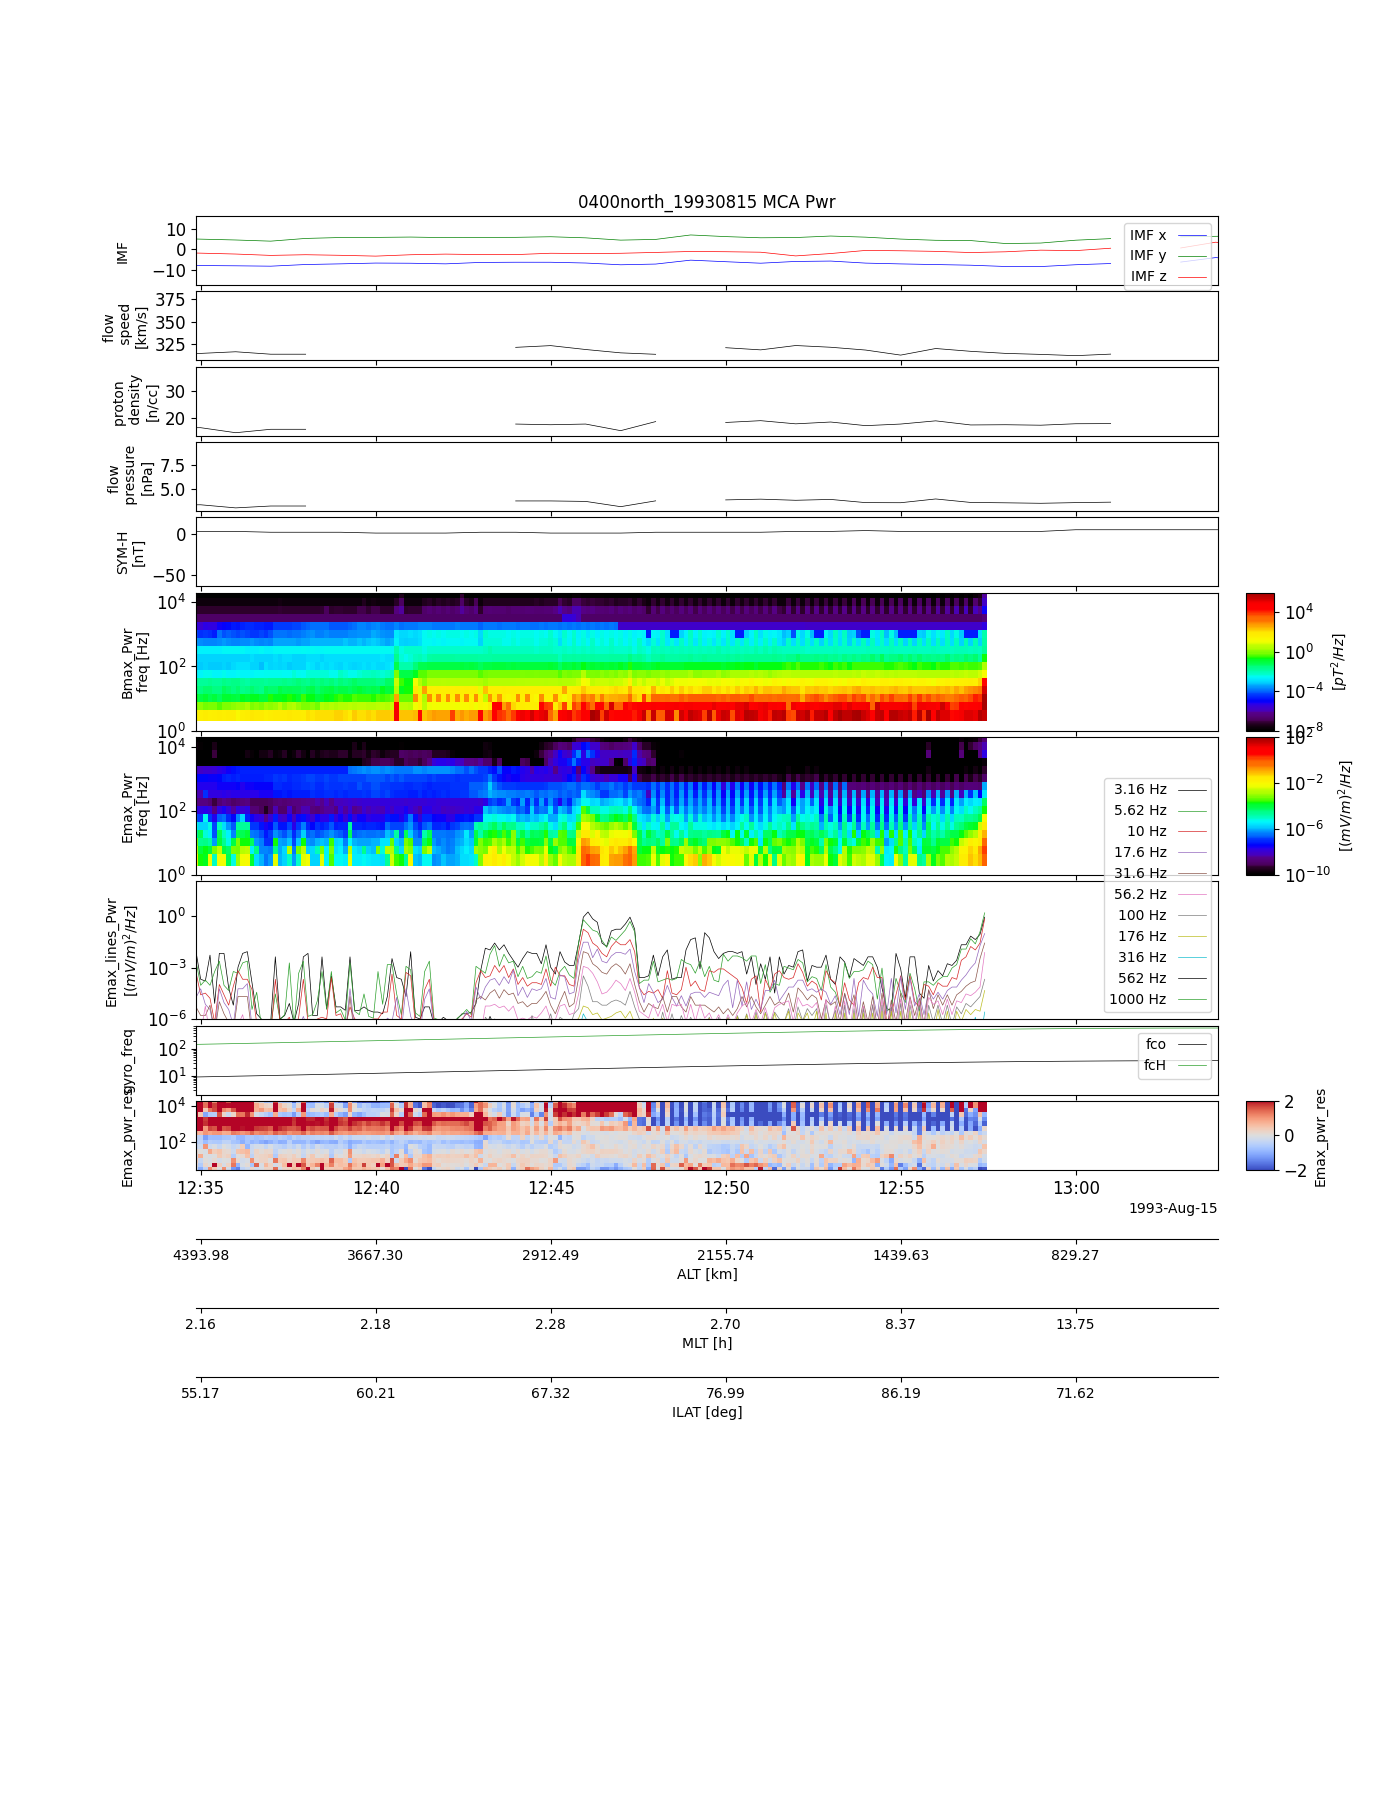 0400north_19930815 MCA Pwr
10
0
−10
IMF
IMF x
IMF y
IMF z
375
350
325
flow
speed
[km/s]
30
20
proton
density
[n/cc]
7.5
5.0
flow
pressure
[nPa]
0
−50
SYM-H
[nT]
10^4
10^2
10^0
Bmax_Pwr
freq [Hz]
10^4
10^0
10^−4
10^−8
[pT^2/Hz]
10^4
10^2
10^0
Emax_Pwr
freq [Hz]
10^2
10^−2
10^−6
10^−10
[(mV/m)^2/Hz]
3.16 Hz
5.62 Hz
10 Hz
17.6 Hz
31.6 Hz
56.2 Hz
100 Hz
176 Hz
316 Hz
562 Hz
1000 Hz
10^0
10^−3
10^−6
Emax_lines_Pwr
[(mV/m)^2/Hz]
10^2
10^1
gyro_freq
fco
fcH
10^4
10^2
Emax_pwr_res
2
0
−2
Emax_pwr_res
12:35 12:40 12:45 12:50 12:55 13:00
1993-Aug-15
4393.98 3667.30 2912.49 2155.74 1439.63 829.27
ALT [km]
2.16 2.18 2.28 2.70 8.37 13.75
MLT [h]
55.17 60.21 67.32 76.99 86.19 71.62
ILAT [deg]